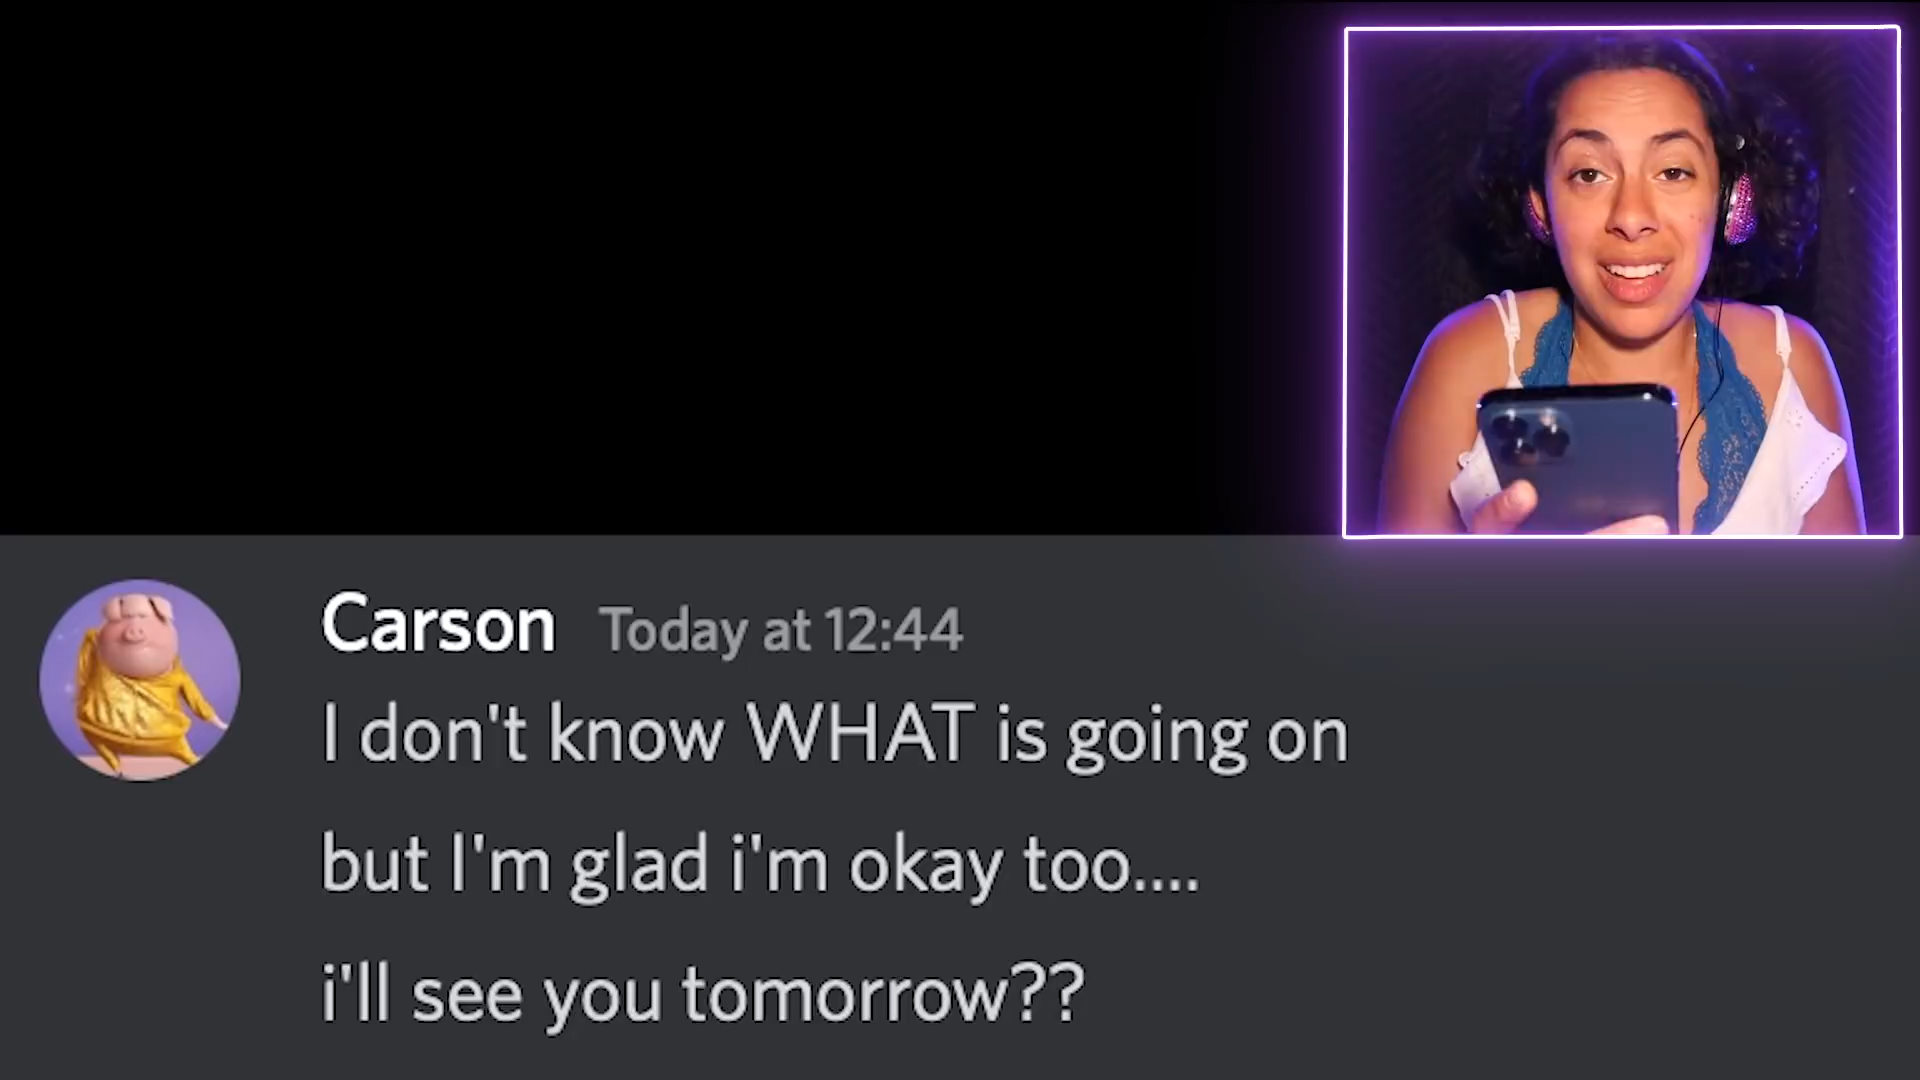 Carson Today at 12:44
I don't know WHAT is going on
but I'm glad i'm okay too....
i'll see you tomorrow??